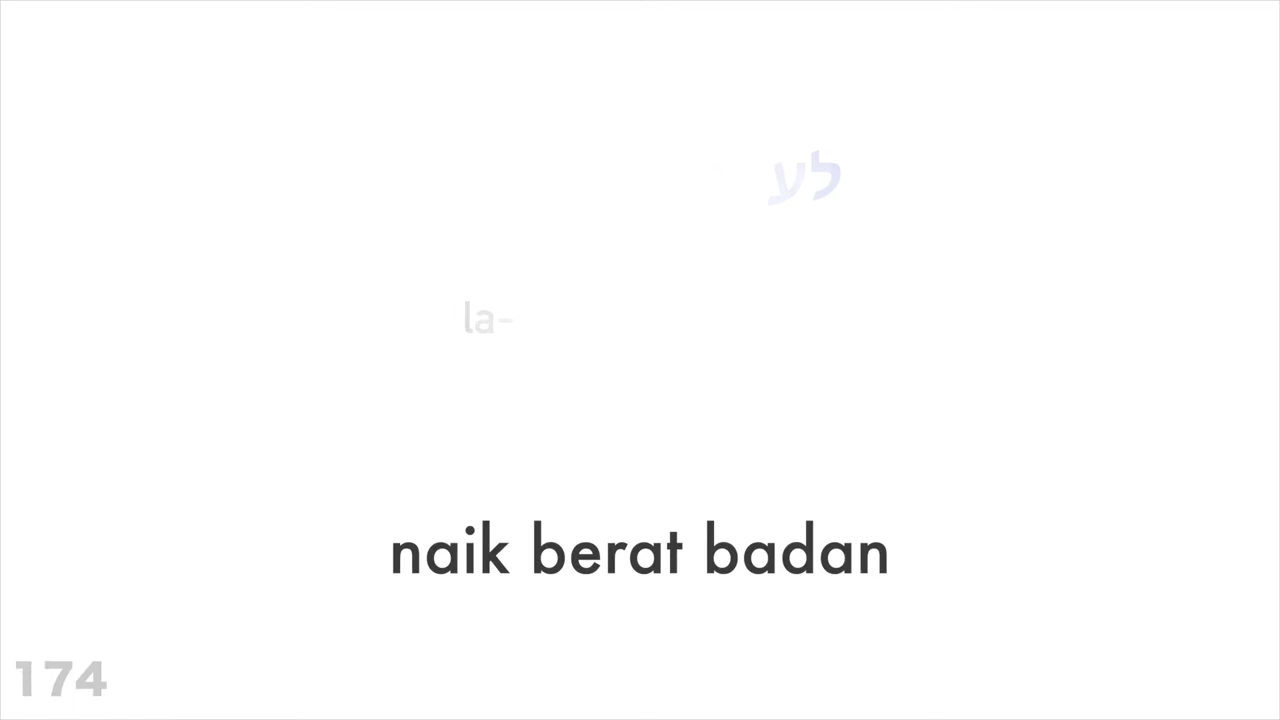 לע
la-
naik berat badan
174